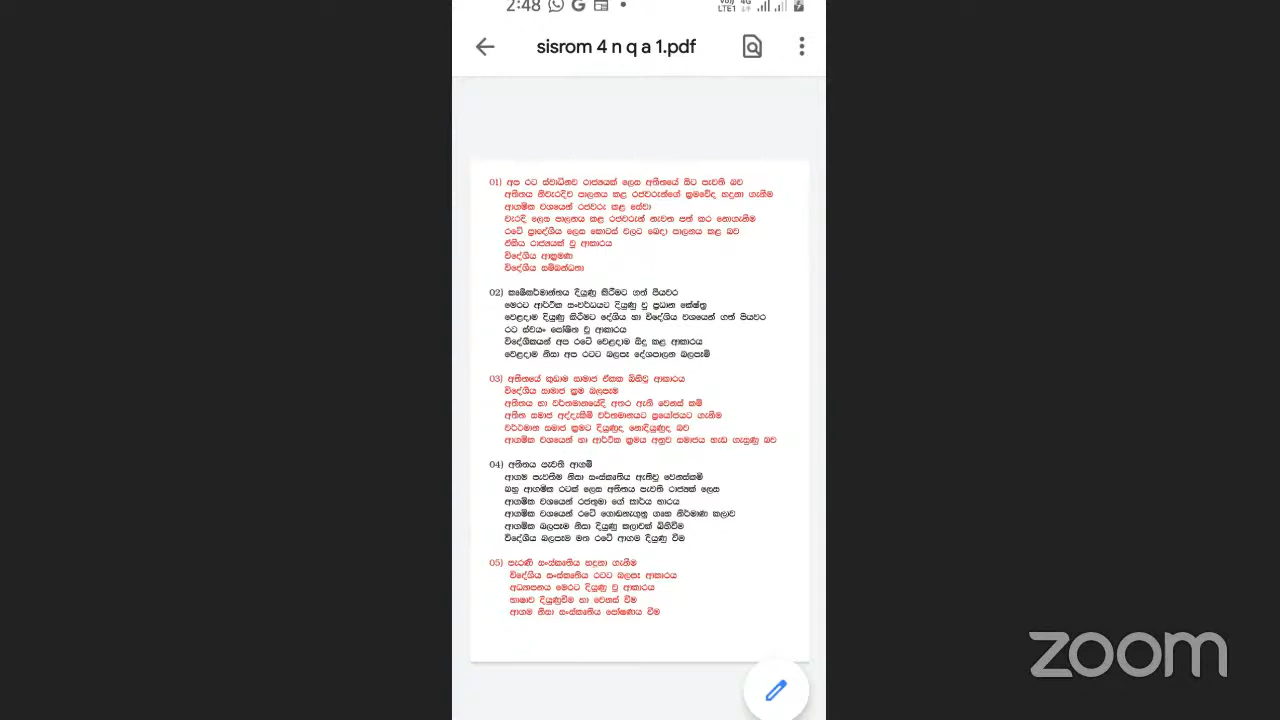 2:48
VoD 4G
LTE1
sisrom 4 n q a 1.pdf
01) අප රට ස්වාධීනව රාජ්‍යයක් ලෙස අතීතයේ සිට පැවති බව
අතීතය නිවැරදිව පාලනය කළ රජවරුන්ගේ ක්‍රමවේද හදුනා ගැනීම
ආගමික වශයෙන් රජවරු කළ සේවා
වැරදි ලෙස පාලනය කළ රජවරුන් නැවත පත් කර නොගැනීම
රටේ ප්‍රාදේශීය ලෙස කොටස් වලට බෙදා පාලනය කළ බව
ඒකීය රාජ්‍යයක් වූ ආකාරය
විදේශීය ආක්‍රමණ
විදේශීය සම්බන්ධතා
02) කෘෂිකර්මාන්තය දියුණු කිරීමට ගත් පියවර
මෙරට ආර්ථික සංවර්ධයට දියුණු වූ ප්‍රධාන කේෂ්ත්‍ර
වෙළදාම දියුණු කිරීමට දේශීය හා විදේශිය වශයෙන් ගත් පියවර
රට ස්වයං පෝෂිත වූ ආකාරය
විදේශිකයන් අප රටේ වෙළදාම සිදු කළ ආකාරය
වෙළදාම නිසා අප රටට බලපෑ දේශපාලන බලපෑම්
03) අතීතයේ කුඩාම සාමාජ ඒකක බිහිවූ ආකාරය
විදේශීය සාමාජ ක්‍රම බලපෑම
අතීතය හා වර්තමානයේදි අතර ඇති වෙනස් කම්
අතීත සමාජ අද්දැකීම් වර්තමානයට ප්‍රයෝජයට ගැනීම
වර්ථමාන සමාජ ක්‍රමට දියුණුද නොදියුණුද බව
ආගමික වශයෙන් හා ආර්ථික ක්‍රමය අනුව සමාජය හැඩ ගැසුණු බව
04) අතීතය පැවති ආගම්
ආගම පැවතීම නිසා සංස්කෘතිය ඇතිවූ වෙනස්කම්
බහු ආගමික රටක් ලෙස අතීතය පැවති රාජ්‍යක් ලෙස
ආගමික වශයෙන් රජතුමා ගේ කාර්ය භාරය
ආගමික වශයෙන් රටේ ගොඩනැගුනු ගෘහ නිර්මාණ කලාව
ආගමික බලපෑම නිසා දියුණු කලාවක් බිහිවීම
විදේශීය බලපෑම මත රටේ ආගම දියුණු වීම
05) පැරණි සංස්කෘතිය හදුනා ගැනීම
විදේශීය සංස්කෘතිය රටට බලපෑ ආකාරය
අධ්‍යාපනය මෙරට දියුණු වූ ආකාරය
භාෂාව දියුණුවීම හා වෙනස් වීම
ආගම නිසා සංස්කෘතිය පෝෂණය වීම
zoom